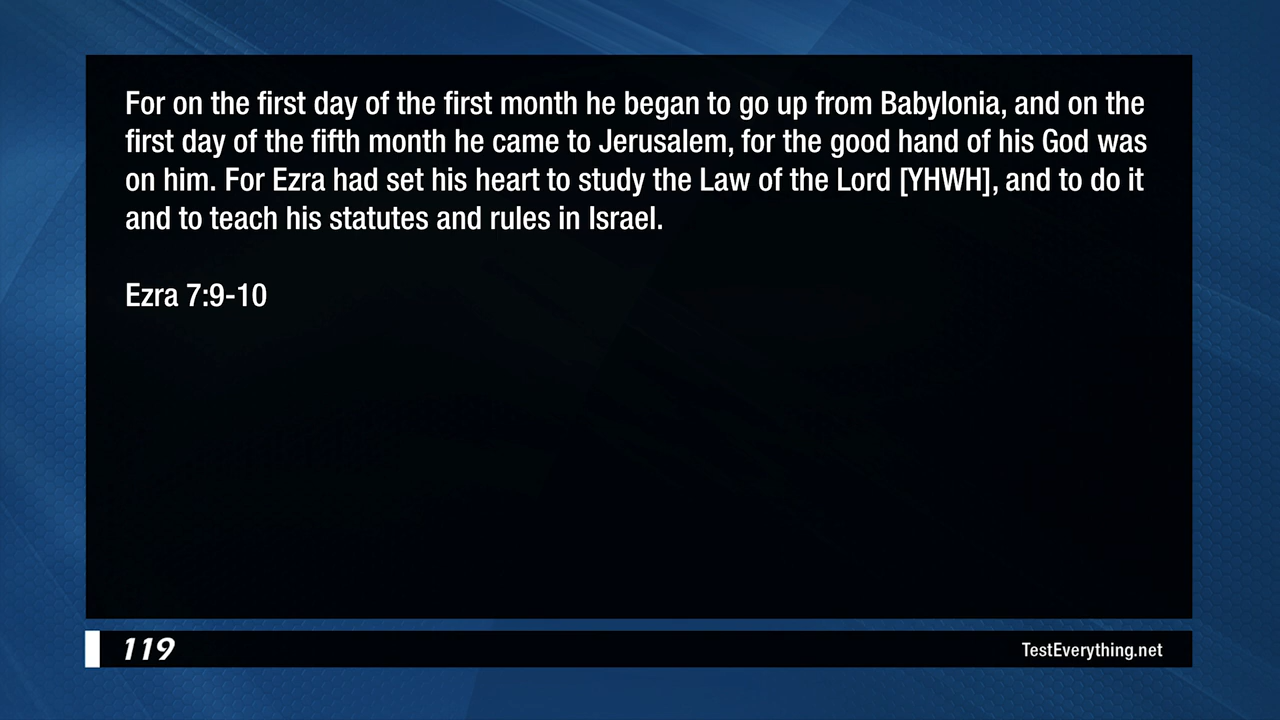 For on the first day of the first month he began to go up from Babylonia, and on the
first day of the fifth month he came to Jerusalem, for the good hand of his God was
on him. For Ezra had set his heart to study the Law of the Lord [YHWH], and to do it
and to teach his statutes and rules in Israel.
Ezra 7:9-10
119
TestEverything.net